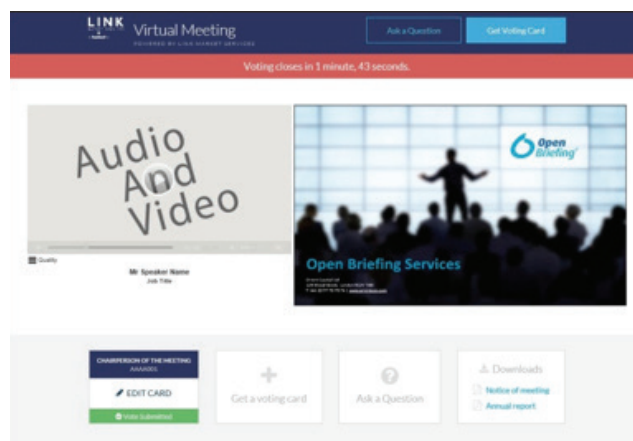 LINK
Virtual Meeting
POWERED BY LINK MARKET SERVICES
Ask a Question
Get Voting Card
Voting closes in 1 minute, 43 seconds.
Audio
And
Video
Open
Briefing
Quality
Mr Speaker Name
Job Title
Open Briefing Services
CHAIRPERSON OF THE MEETING
EDIT CARD
Vote Submitted
Get a voting card
Ask a Question
Downloads
Notice of meeting
Annual report